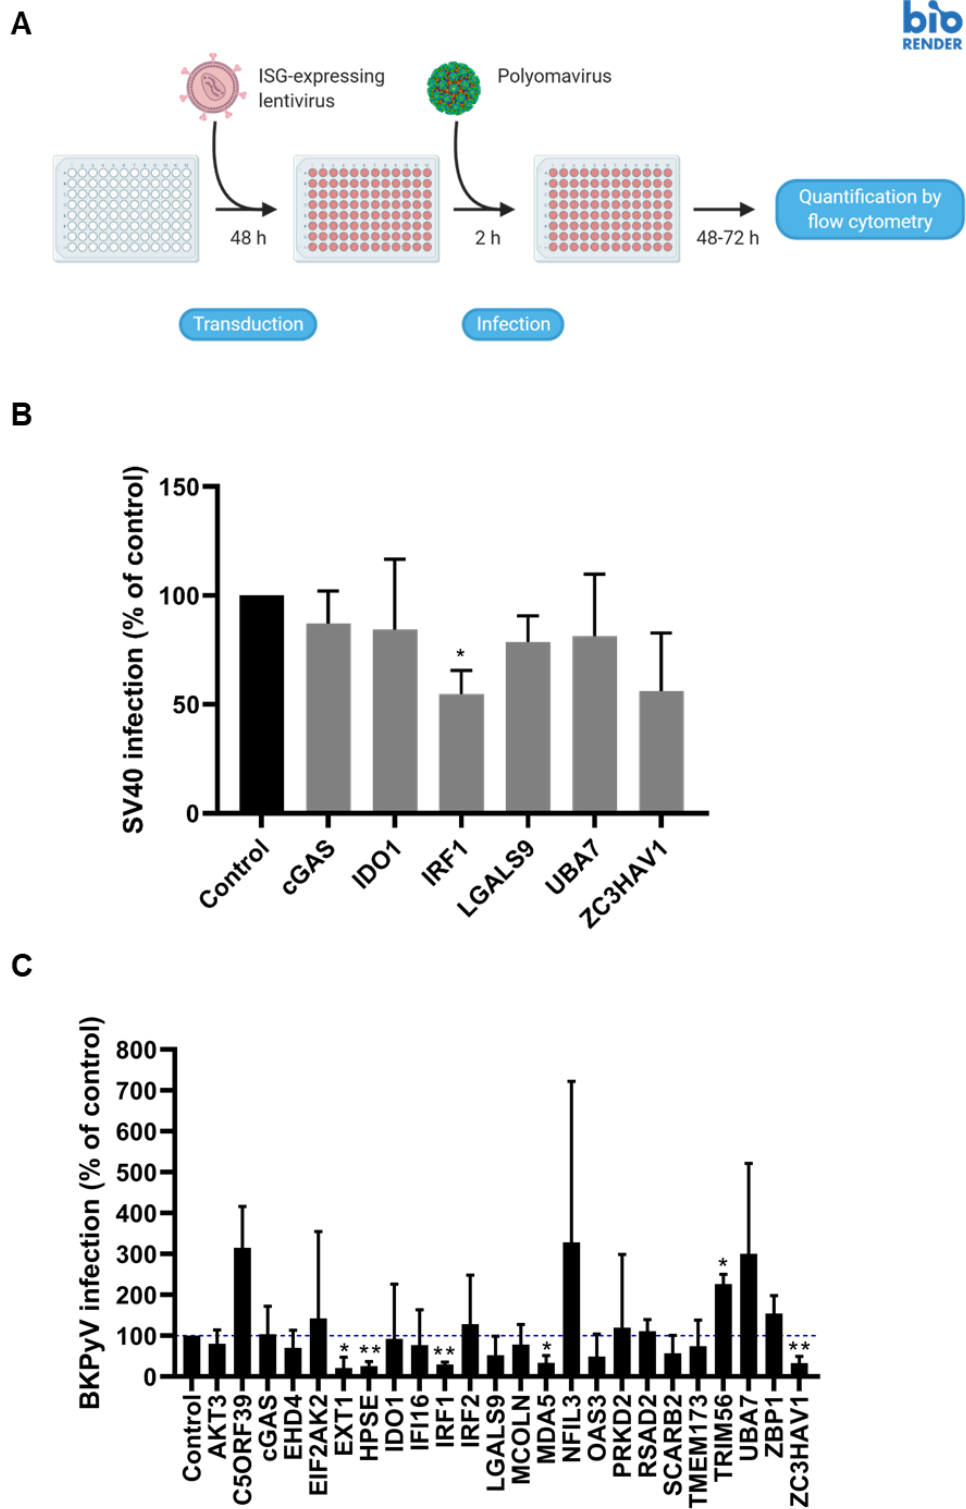 A
bio
RENDER
ISG-expressing
lentivirus
Polyomavirus
48 h
2 h
48-72 h
Quantification by
flow cytometry
Transduction
Infection
B
SV40 infection (% of control)
150
100
50
0
*
Control
cGAS
IDO1
IRF1
LGALS9
UBA7
ZC3HAV1
C
BKPyV infection (% of control)
800
700
600
500
400
300
200
100
0
*
**
**
*
*
**
Control
AKT3
C5ORF39
cGAS
EHD4
EIF2AK2
EXT1
HPSE
IDO1
IFI16
IRF1
IRF2
LGALS9
MCOLN
MDA5
NFIL3
OAS3
PRKD2
RSAD2
SCARB2
TMEM173
TRIM56
UBA7
ZBP1
ZC3HAV1